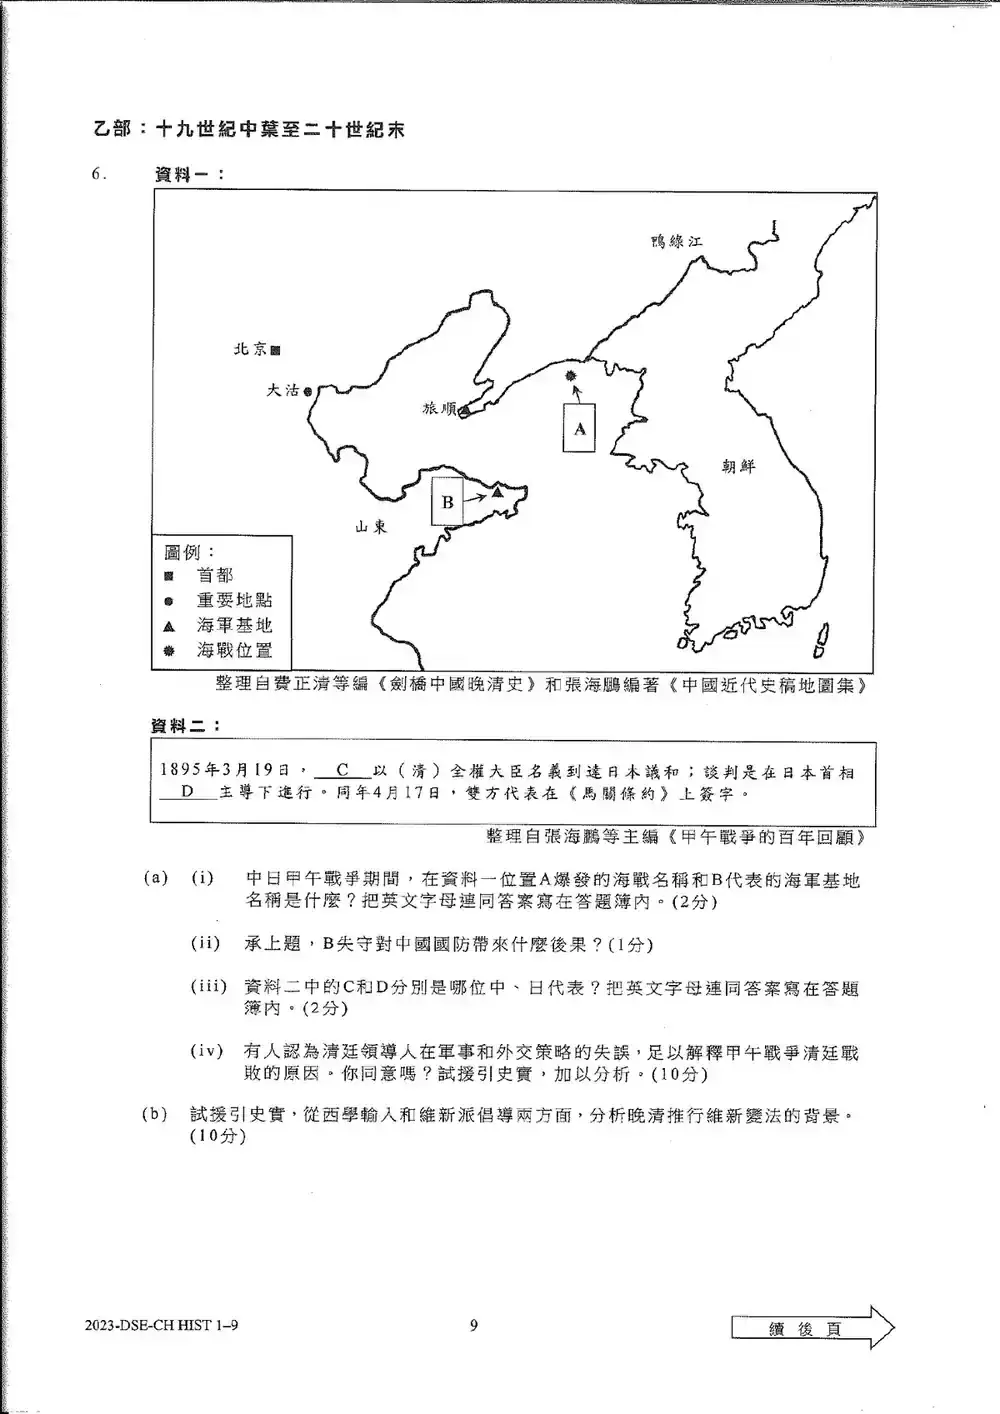 乙部：十九世紀中葉至二十世紀末
6. 資料一：
鴨綠江
北京
大沽
旅順
A
朝鮮
B
山東
圖例：
首都
重要地點
海軍基地
海戰位置
整理自費正清等編《劍橋中國晚清史》和張海鵬編著《中國近代史稿地圖集》
資料二：
1895年3月19日，C以（清）全權大臣名義到達日本議和；談判是在日本首相
D主導下進行。同年4月17日，雙方代表在《馬關條約》上簽字。
整理自張海鵬等主編《甲午戰爭的百年回顧》
(a) (i) 中日甲午戰爭期間，在資料一位置A爆發的海戰名稱和B代表的海軍基地
名稱是什麼？把英文字母連同答案寫在答題簿內。(2分)
(ii) 承上題，B失守對中國國防帶來什麼後果？(1分)
(iii) 資料二中的C和D分別是哪位中、日代表？把英文字母連同答案寫在答題
簿內。(2分)
(iv) 有人認為清廷領導人在軍事和外交策略的失誤，足以解釋甲午戰爭清廷戰
敗的原因。你同意嗎？試援引史實，加以分析。(10分)
(b) 試援引史實，從西學輸入和維新派倡導兩方面，分析晚清推行維新變法的背景。
(10分)
2023-DSE-CH HIST 1–9
9
續後頁